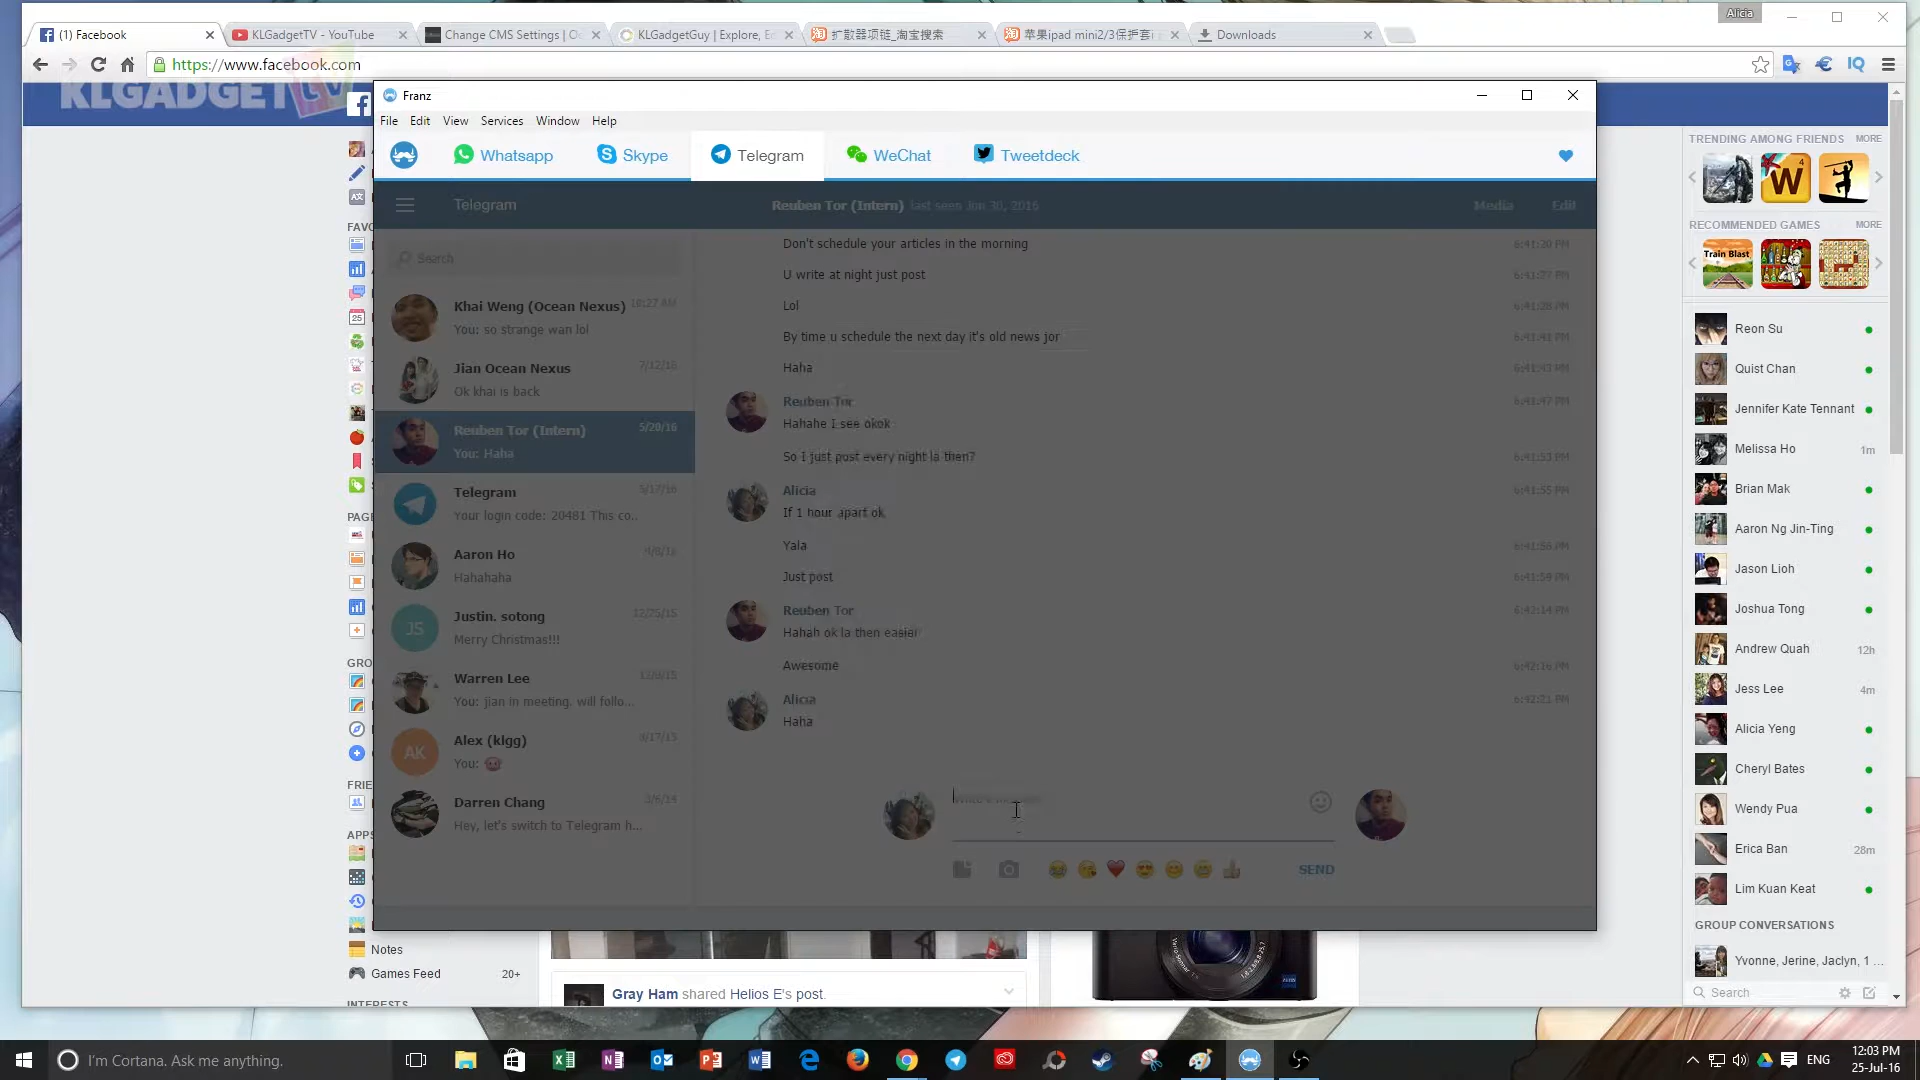 Alicia
(1) Facebook
KLGadgetTV - YouTube
Change CMS Settings | O
KLGadgetGuy | Explore, E
扩散器项链_淘宝搜索
苹果ipad mini2/3保护套i
Downloads
https://www.facebook.com
KLGADGET
Franz
File Edit View Services Window Help
Whatsapp
Skype
Telegram
WeChat
Tweetdeck
Telegram
Reuben Tor (Intern) last seen Jun 30, 2016
Media
Edit
Search
Khai Weng (Ocean Nexus) 10:27 AM
You: so strange wan lol
Jian Ocean Nexus 7/12/16
Ok khai is back
Reuben Tor (Intern) 5/20/16
You: Haha
Telegram 5/17/16
Your login code: 20481 This co..
Aaron Ho
Hahahaha
Justin. sotong 12/25/15
Merry Christmas!!!
JS
Warren Lee
You: jian in meeting. will follo...
Alex (klgg)
You:
AK
Darren Chang
Hey, let's switch to Telegram h...
Don't schedule your articles in the morning 6:41:20 PM
U write at night just post 6:41:27 PM
Lol 6:41:28 PM
By time u schedule the next day it's old news jor 6:41:41 PM
Haha 6:41:43 PM
Reuben Tor 6:41:47 PM
Hahahe I see okok
So I just post every night la then? 6:41:53 PM
Alicia 6:41:55 PM
If 1 hour apart ok
Yala 6:41:56 PM
Just post 6:41:59 PM
Reuben Tor 6:42:14 PM
Hahah ok la then easier
Awesome 6:42:16 PM
Alicia 6:42:21 PM
Haha
SEND
FAVO
PAGE
GRO
FRIE
APPS
Notes
Games Feed 20+
INTERESTS
Gray Ham shared Helios E's post.
ZEISS
TRENDING AMONG FRIENDS MORE
W
4
RECOMMENDED GAMES MORE
Train Blast
Reon Su
Quist Chan
Jennifer Kate Tennant
Melissa Ho 1m
Brian Mak
Aaron Ng Jin-Ting
Jason Lioh
Joshua Tong
Andrew Quah 12h
Jess Lee 4m
Alicia Yeng
Cheryl Bates
Wendy Pua
Erica Ban 28m
Lim Kuan Keat
GROUP CONVERSATIONS
Yvonne, Jerine, Jaclyn, 1 ...
Search
I'm Cortana. Ask me anything.
ENG
12:03 PM
25-Jul-16